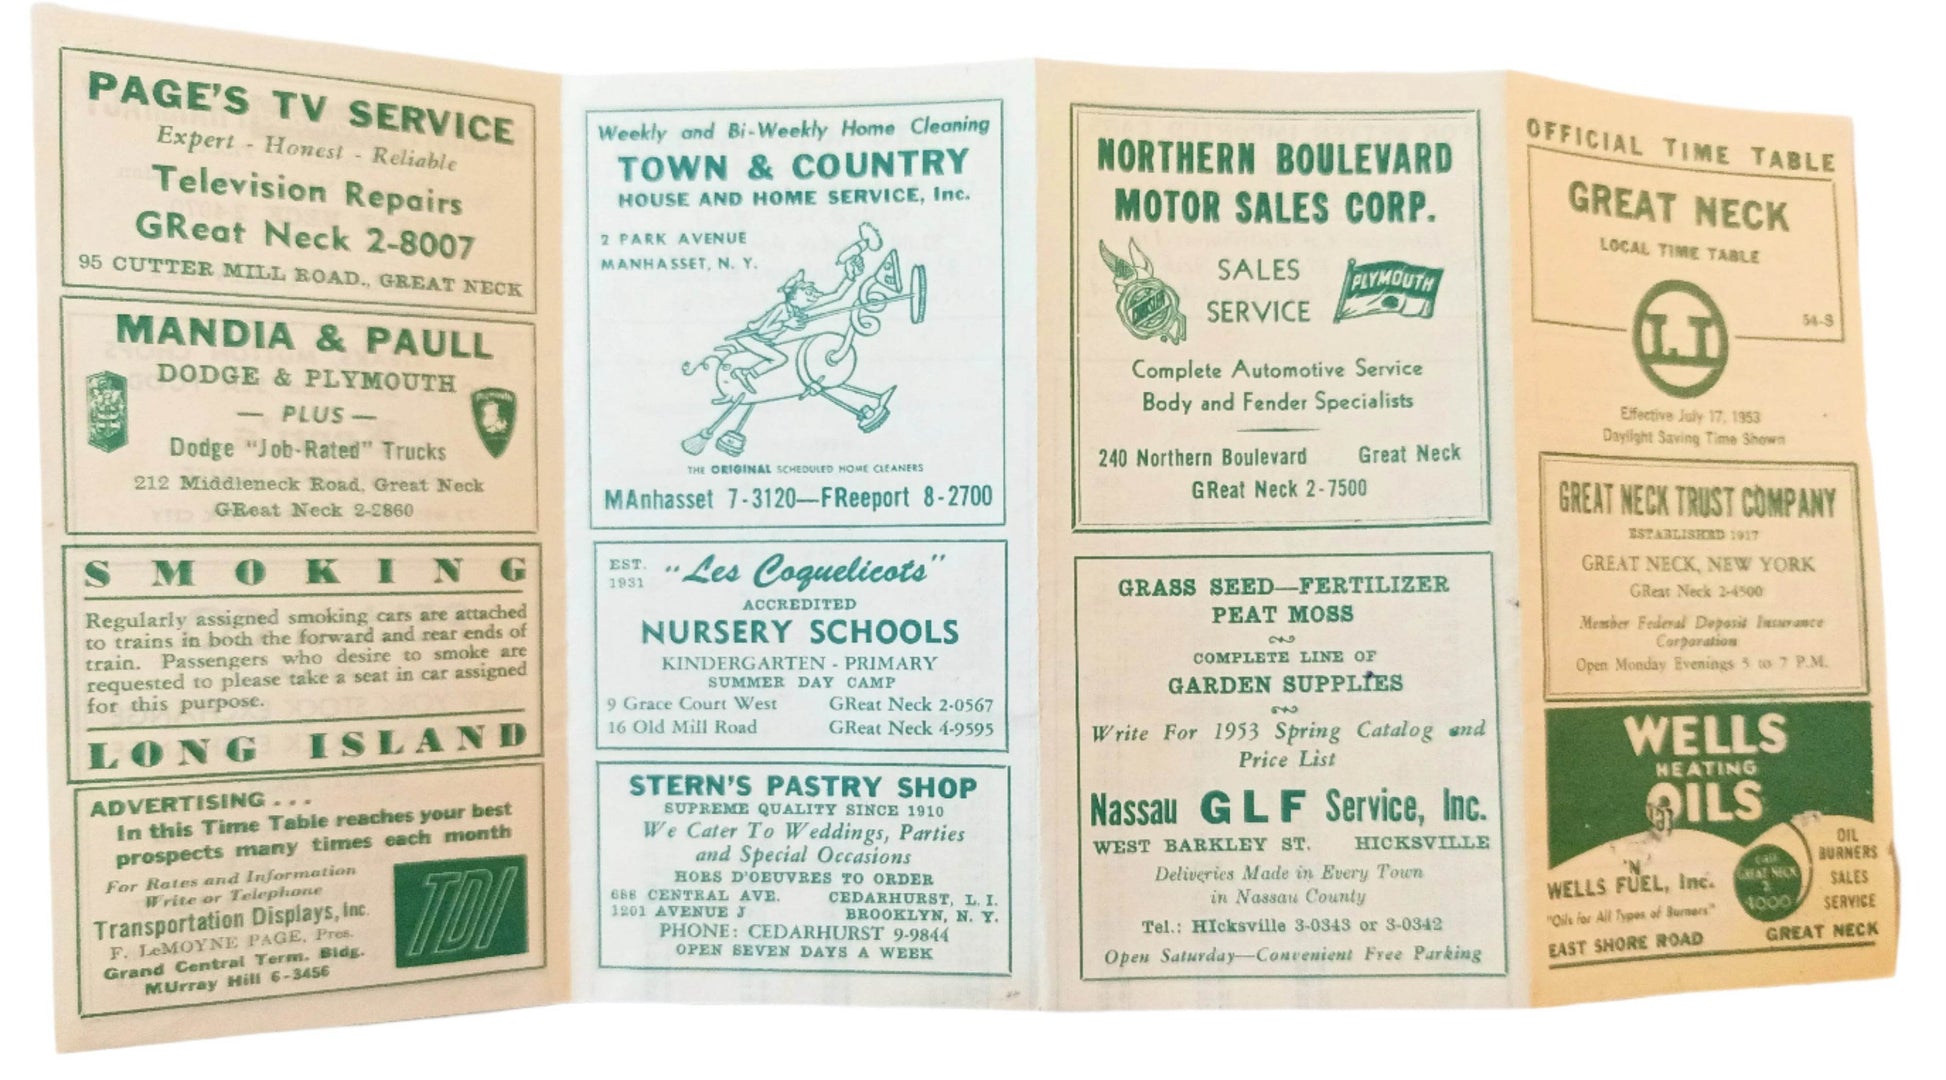 PAGE'S TV SERVICE
Expert - Honest - Reliable
Television Repairs
GReat Neck 2-8007
95 CUTTER MILL ROAD., GREAT NECK
MANDIA & PAULL
DODGE & PLYMOUTH
— PLUS —
Dodge "Job-Rated" Trucks
212 Middleneck Road, Great Neck
GReat Neck 2-2860
SMOKING
Regularly assigned smoking cars are attached
to trains in both the forward and rear ends of
train. Passengers who desire to smoke are
requested to please take a seat in car assigned
for this purpose.
LONG ISLAND
ADVERTISING . . .
In this Time Table reaches your best
prospects many times each month
For Rates and Information
Write or Telephone
Transportation Displays, Inc.
F. LeMOYNE PAGE, Pres.
Grand Central Term. Bldg.
MUrray Hill 6-3456
TDI
Weekly and Bi-Weekly Home Cleaning
TOWN & COUNTRY
HOUSE AND HOME SERVICE, Inc.
2 PARK AVENUE
MANHASSET, N. Y.
THE ORIGINAL SCHEDULED HOME CLEANERS
MAnhasset 7-3120—FReeport 8-2700
EST.
1931
"Les Coquelicots"
ACCREDITED
NURSERY SCHOOLS
KINDERGARTEN - PRIMARY
SUMMER DAY CAMP
9 Grace Court West GReat Neck 2-0567
16 Old Mill Road GReat Neck 4-9595
STERN'S PASTRY SHOP
SUPREME QUALITY SINCE 1910
We Cater To Weddings, Parties
and Special Occasions
HORS D'OEUVRES TO ORDER
688 CENTRAL AVE. CEDARHURST, L. I.
1201 AVENUE J BROOKLYN, N. Y.
PHONE: CEDARHURST 9-9844
OPEN SEVEN DAYS A WEEK
NORTHERN BOULEVARD
MOTOR SALES CORP.
SALES
SERVICE
CHRYSLER
PLYMOUTH
Complete Automotive Service
Body and Fender Specialists
240 Northern Boulevard Great Neck
GReat Neck 2-7500
GRASS SEED—FERTILIZER
PEAT MOSS
COMPLETE LINE OF
GARDEN SUPPLIES
Write For 1953 Spring Catalog and
Price List
Nassau GLF Service, Inc.
WEST BARKLEY ST. HICKSVILLE
Deliveries Made in Every Town
in Nassau County
Tel.: HIcksville 3-0343 or 3-0342
Open Saturday—Convenient Free Parking
OFFICIAL TIME TABLE
GREAT NECK
LOCAL TIME TABLE
54-S
LI
Effective July 17, 1953
Daylight Saving Time Shown
GREAT NECK TRUST COMPANY
ESTABLISHED 1917
GREAT NECK, NEW YORK
GReat Neck 2-4500
Member Federal Deposit Insurance
Corporation
Open Monday Evenings 5 to 7 P.M.
WELLS
HEATING
OILS
WELLS FUEL, Inc.
"Oils for All Types of Burners"
EAST SHORE ROAD
GREAT NECK
2
4000
OIL
BURNERS
SALES
SERVICE
GREAT NECK